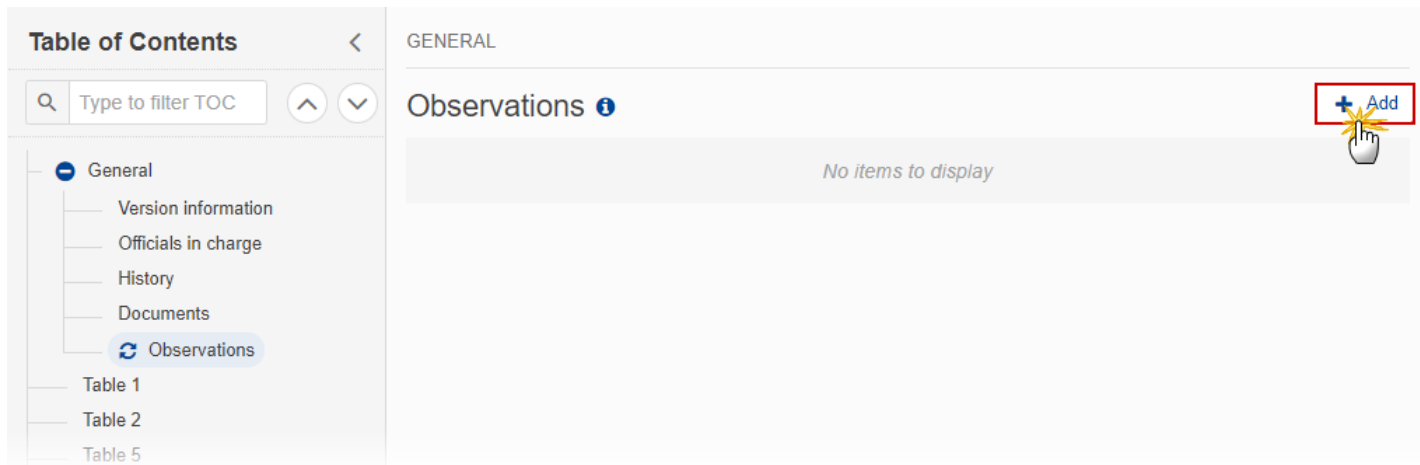 Table of Contents
GENERAL
Type to filter TOC
Observations
+ Add
No items to display
General
Version information
Officials in charge
History
Documents
Observations
Table 1
Table 2
Table 5